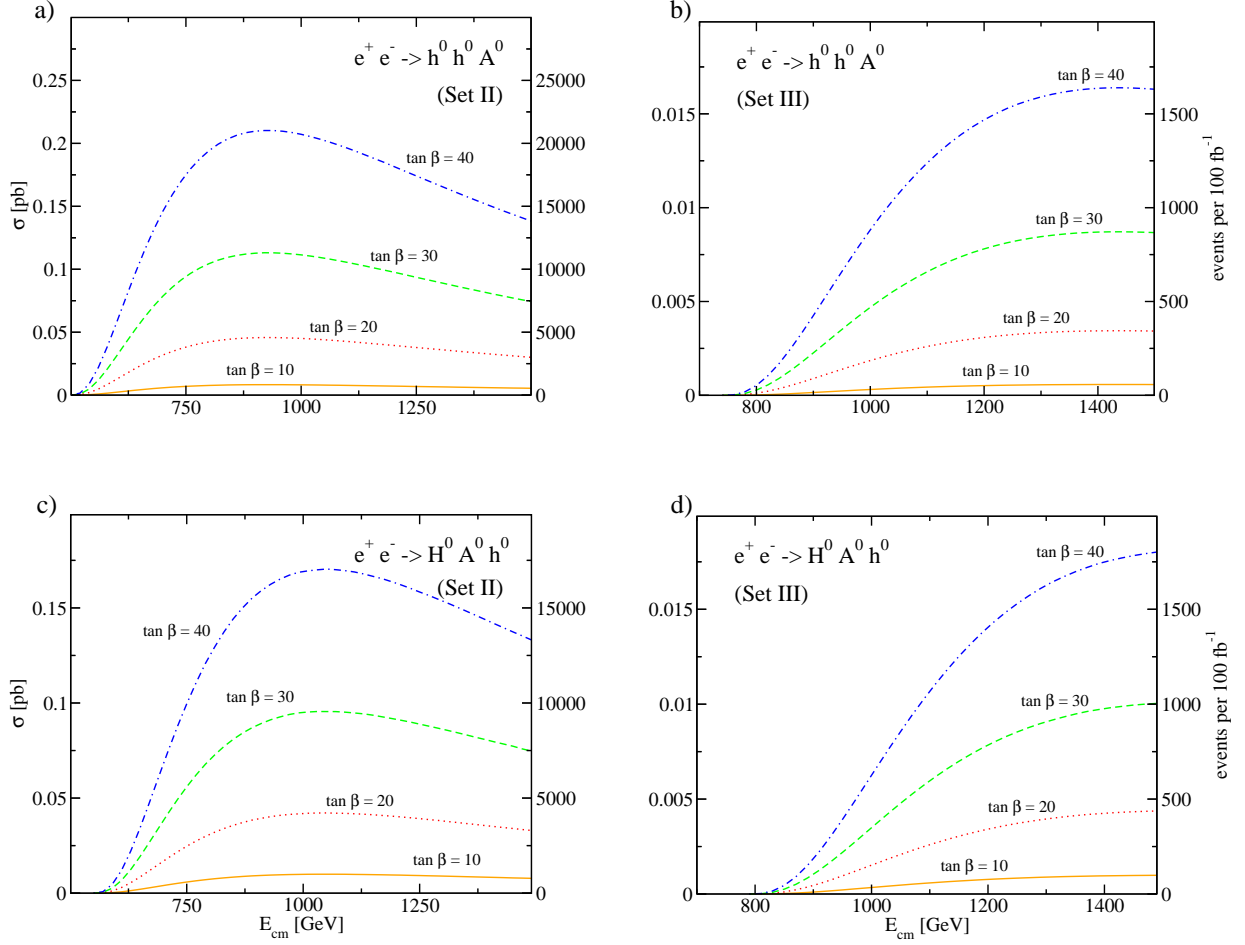 a)
e⁺ e⁻ -> h⁰ h⁰ A⁰
(Set II)
tan β = 40
tan β = 30
tan β = 20
tan β = 10
σ [pb]
0.25
0.2
0.15
0.1
0.05
0
25000
20000
15000
10000
5000
0
750 1000 1250
b)
e⁺ e⁻ -> h⁰ h⁰ A⁰
(Set III)
tan β = 40
tan β = 30
tan β = 20
tan β = 10
0.015
0.01
0.005
0
1500
1000
500
0
events per 100 fb⁻¹
800 1000 1200 1400
c)
e⁺ e⁻ -> H⁰ A⁰ h⁰
(Set II)
tan β = 40
tan β = 30
tan β = 20
tan β = 10
σ [pb]
0.15
0.1
0.05
0
15000
10000
5000
0
750 1000 1250
E_cm [GeV]
d)
e⁺ e⁻ -> H⁰ A⁰ h⁰
(Set III)
tan β = 40
tan β = 30
tan β = 20
tan β = 10
0.015
0.01
0.005
0
1500
1000
500
0
events per 100 fb⁻¹
800 1000 1200 1400
E_cm [GeV]